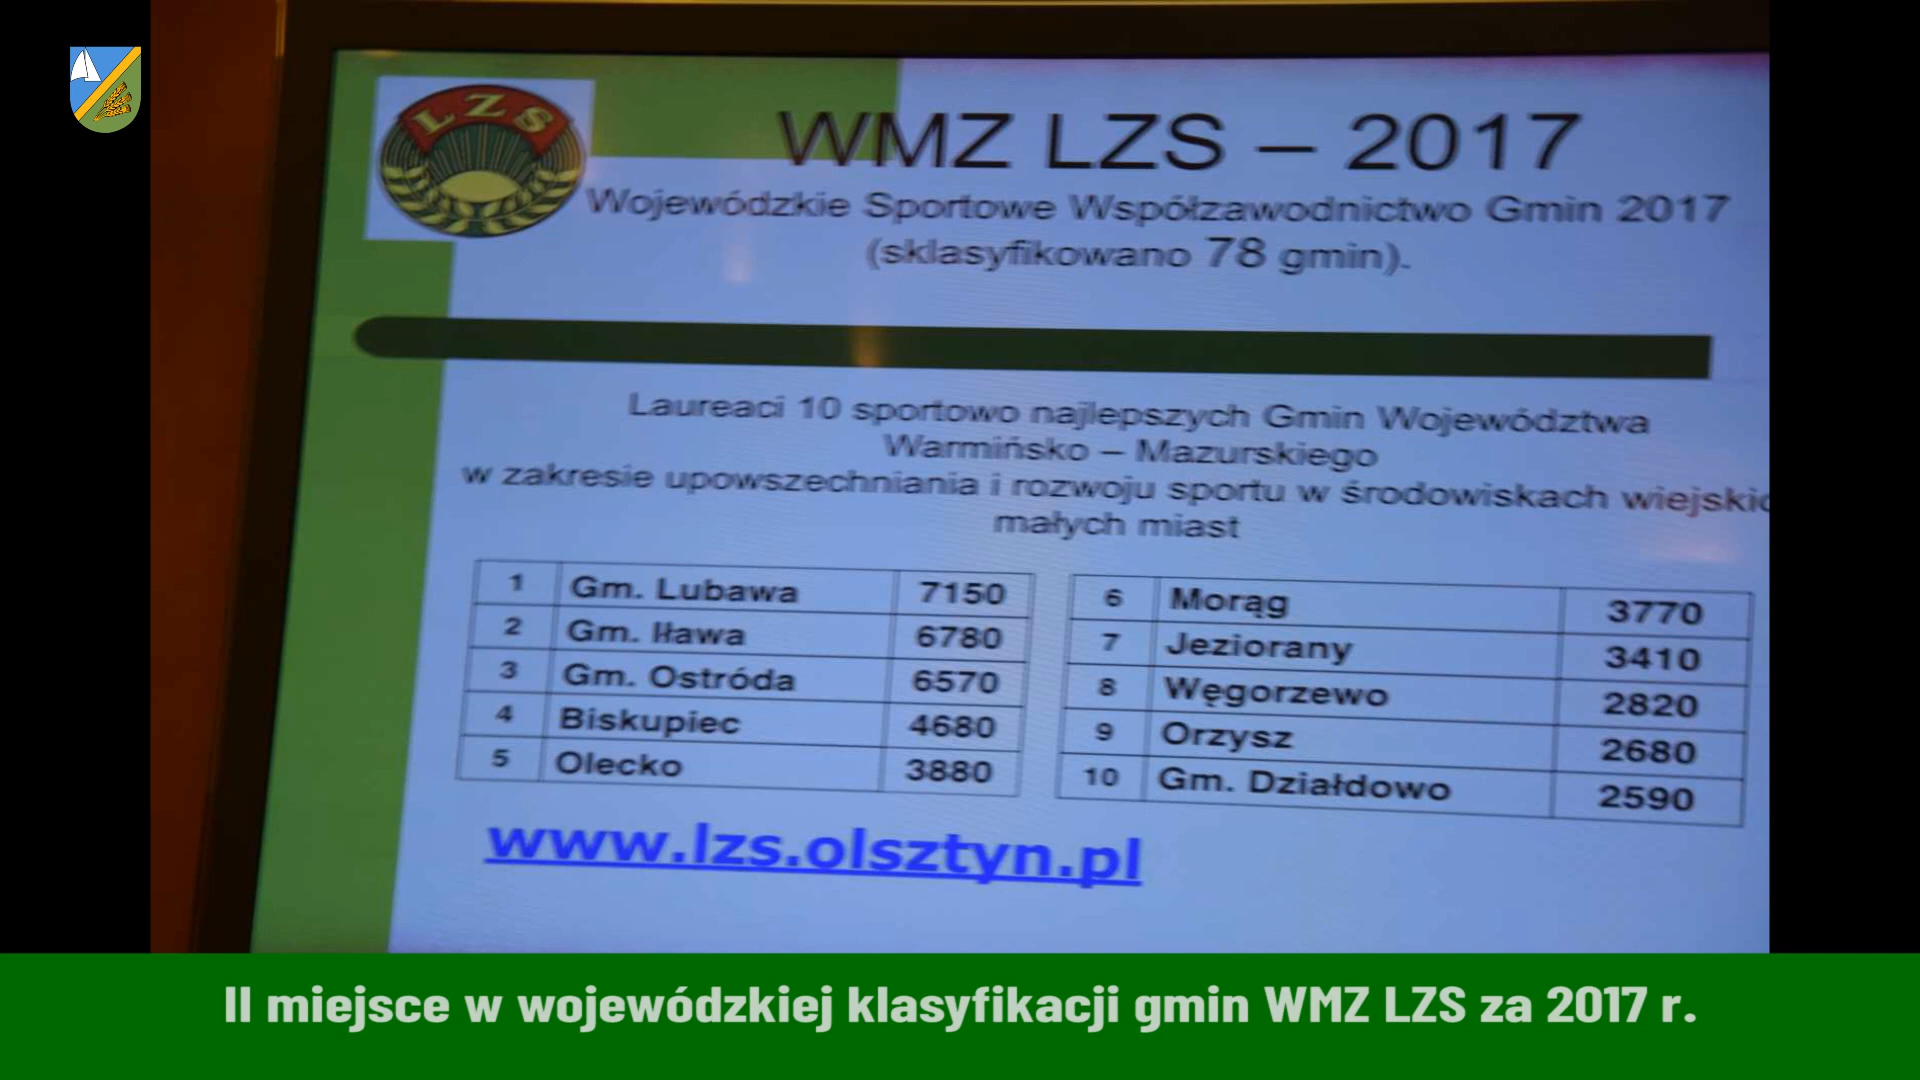 LZS
WMZ LZS – 2017
Wojewódzkie Sportowe Współzawodnictwo Gmin 2017
(sklasyfikowano 78 gmin).
Laureaci 10 sportowo najlepszych Gmin Województwa
Warmińsko – Mazurskiego
w zakresie upowszechniania i rozwoju sportu w środowiskach
małych miast
1 Gm. Lubawa 7150
2 Gm. Iława 6780
3 Gm. Ostróda 6570
4 Biskupiec 4680
5 Olecko 3880
6 Morąg 3770
7 Jeziorany 3410
8 Węgorzewo 2820
9 Orzysz 2680
10 Gm. Działdowo 2590
www.lzs.olsztyn.pl
II miejsce w wojewódzkiej klasyfikacji gmin WMZ LZS za 2017 r.